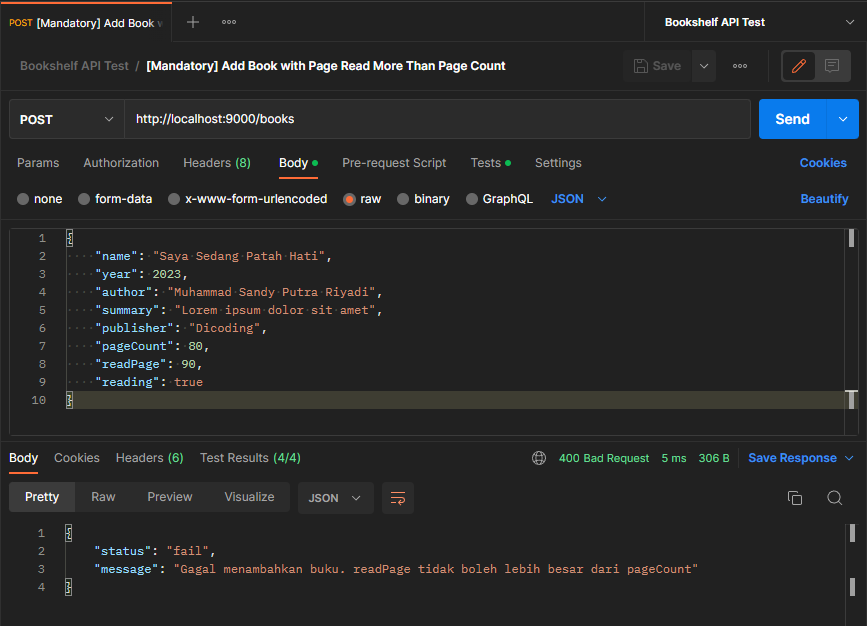 POST [Mandatory] Add Book w
Bookshelf API Test
Bookshelf API Test / [Mandatory] Add Book with Page Read More Than Page Count
Save
POST http://localhost:9000/books Send
Params Authorization Headers (8) Body Pre-request Script Tests Settings Cookies
none form-data x-www-form-urlencoded raw binary GraphQL JSON Beautify
1 {
2 "name": "Saya Sedang Patah Hati",
3 "year": 2023,
4 "author": "Muhammad Sandy Putra Riyadi",
5 "summary": "Lorem ipsum dolor sit amet",
6 "publisher": "Dicoding",
7 "pageCount": 80,
8 "readPage": 90,
9 "reading": true
10 }
Body Cookies Headers (6) Test Results (4/4) 400 Bad Request 5 ms 306 B Save Response
Pretty Raw Preview Visualize JSON
1 {
2 "status": "fail",
3 "message": "Gagal menambahkan buku. readPage tidak boleh lebih besar dari pageCount"
4 }